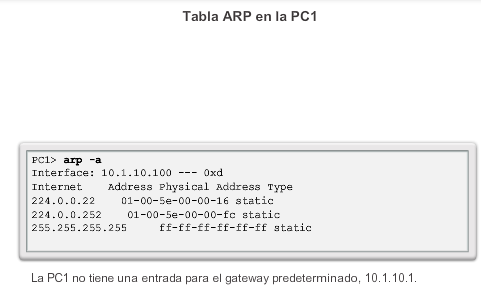 Tabla ARP en la PC1
PC1> arp -a
Interface: 10.1.10.100 --- 0xd
Internet    Address Physical Address Type
224.0.0.22    01-00-5e-00-00-16 static
224.0.0.252    01-00-5e-00-00-fc static
255.255.255.255    ff-ff-ff-ff-ff-ff static
La PC1 no tiene una entrada para el gateway predeterminado, 10.1.10.1.